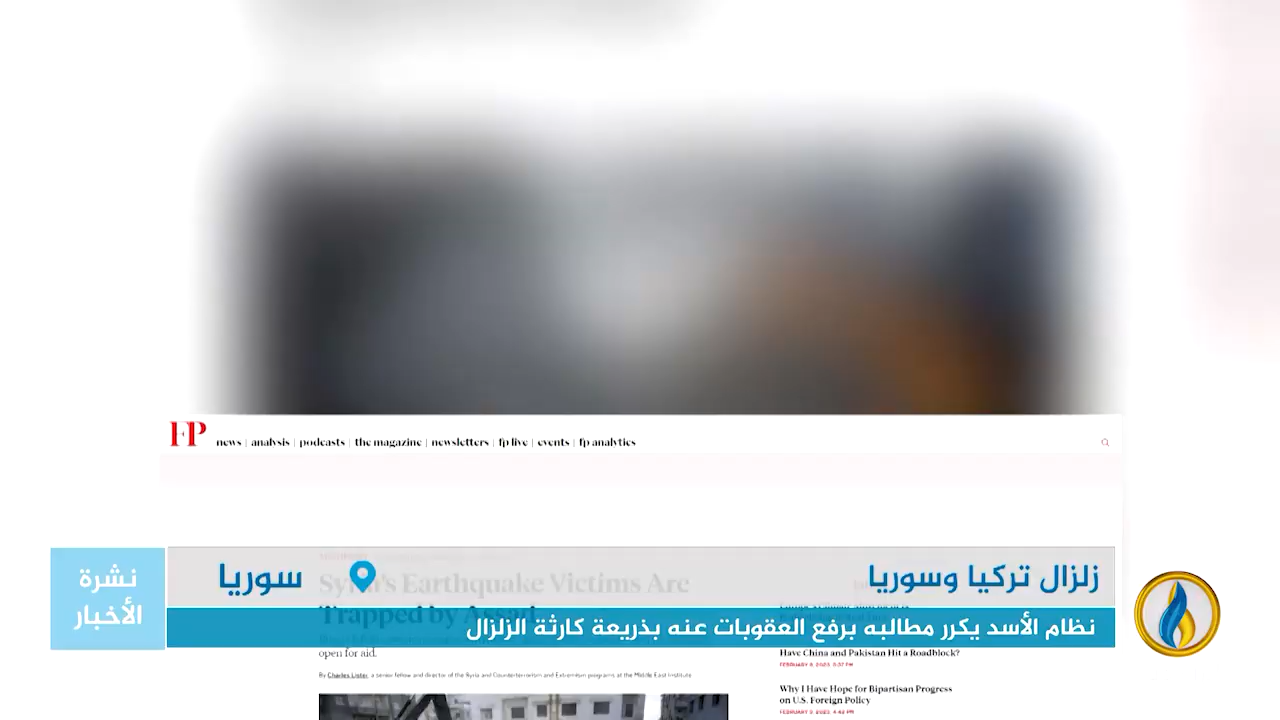 FP
news | analysis | podcasts | the magazine | newsletters | fp live | events | fp analytics
زلزال تركيا وسوريا
سوريا
نشرة
الأخبار
Syria's Earthquake Victims Are
Trapped by Assad
نظام الأسد يكرر مطالبه برفع العقوبات عنه بذريعة كارثة الزلزال
open for aid.
By Charles Lister, a senior fellow and director of the Syria and Counterterrorism and Extremism programs at the Middle East Institute
Have China and Pakistan Hit a Roadblock?
Why I Have Hope for Bipartisan Progress
on U.S. Foreign Policy